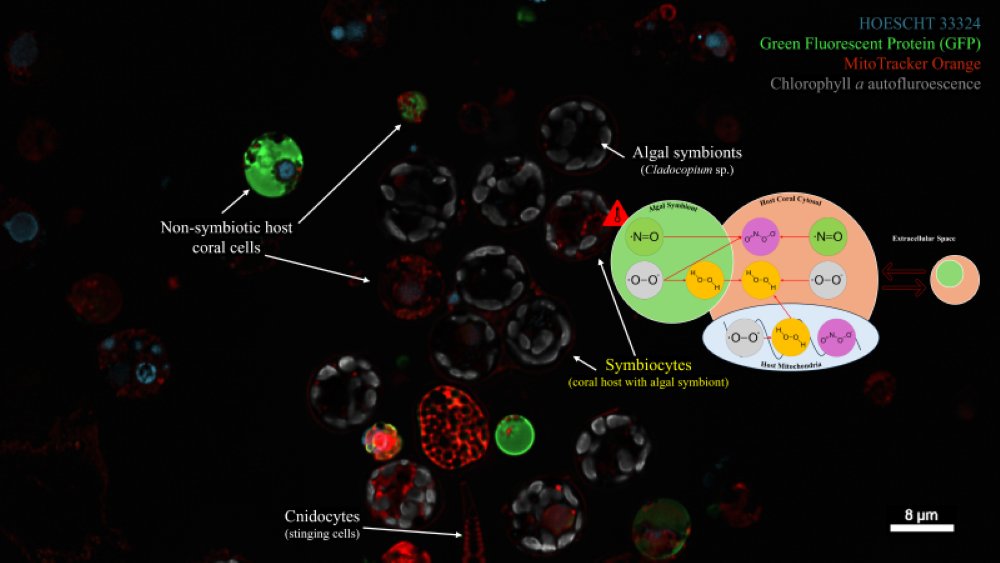 HOESCHT 33324
Green Fluorescent Protein (GFP)
MitoTracker Orange
Chlorophyll a autofluroescence
Algal symbionts
(Cladocopium sp.)
Non-symbiotic host
coral cells
Algal Symbiont
Host Coral Cytosol
Extracellular Space
·N=O
O N O O⁻
·N=O
·O–O⁻
H O–O H
H O–O H
·O–O⁻
·O–O⁻
H O–O H
O N O O⁻
Host Mitochondria
Symbiocytes
(coral host with algal symbiont)
Cnidocytes
(stinging cells)
8 µm